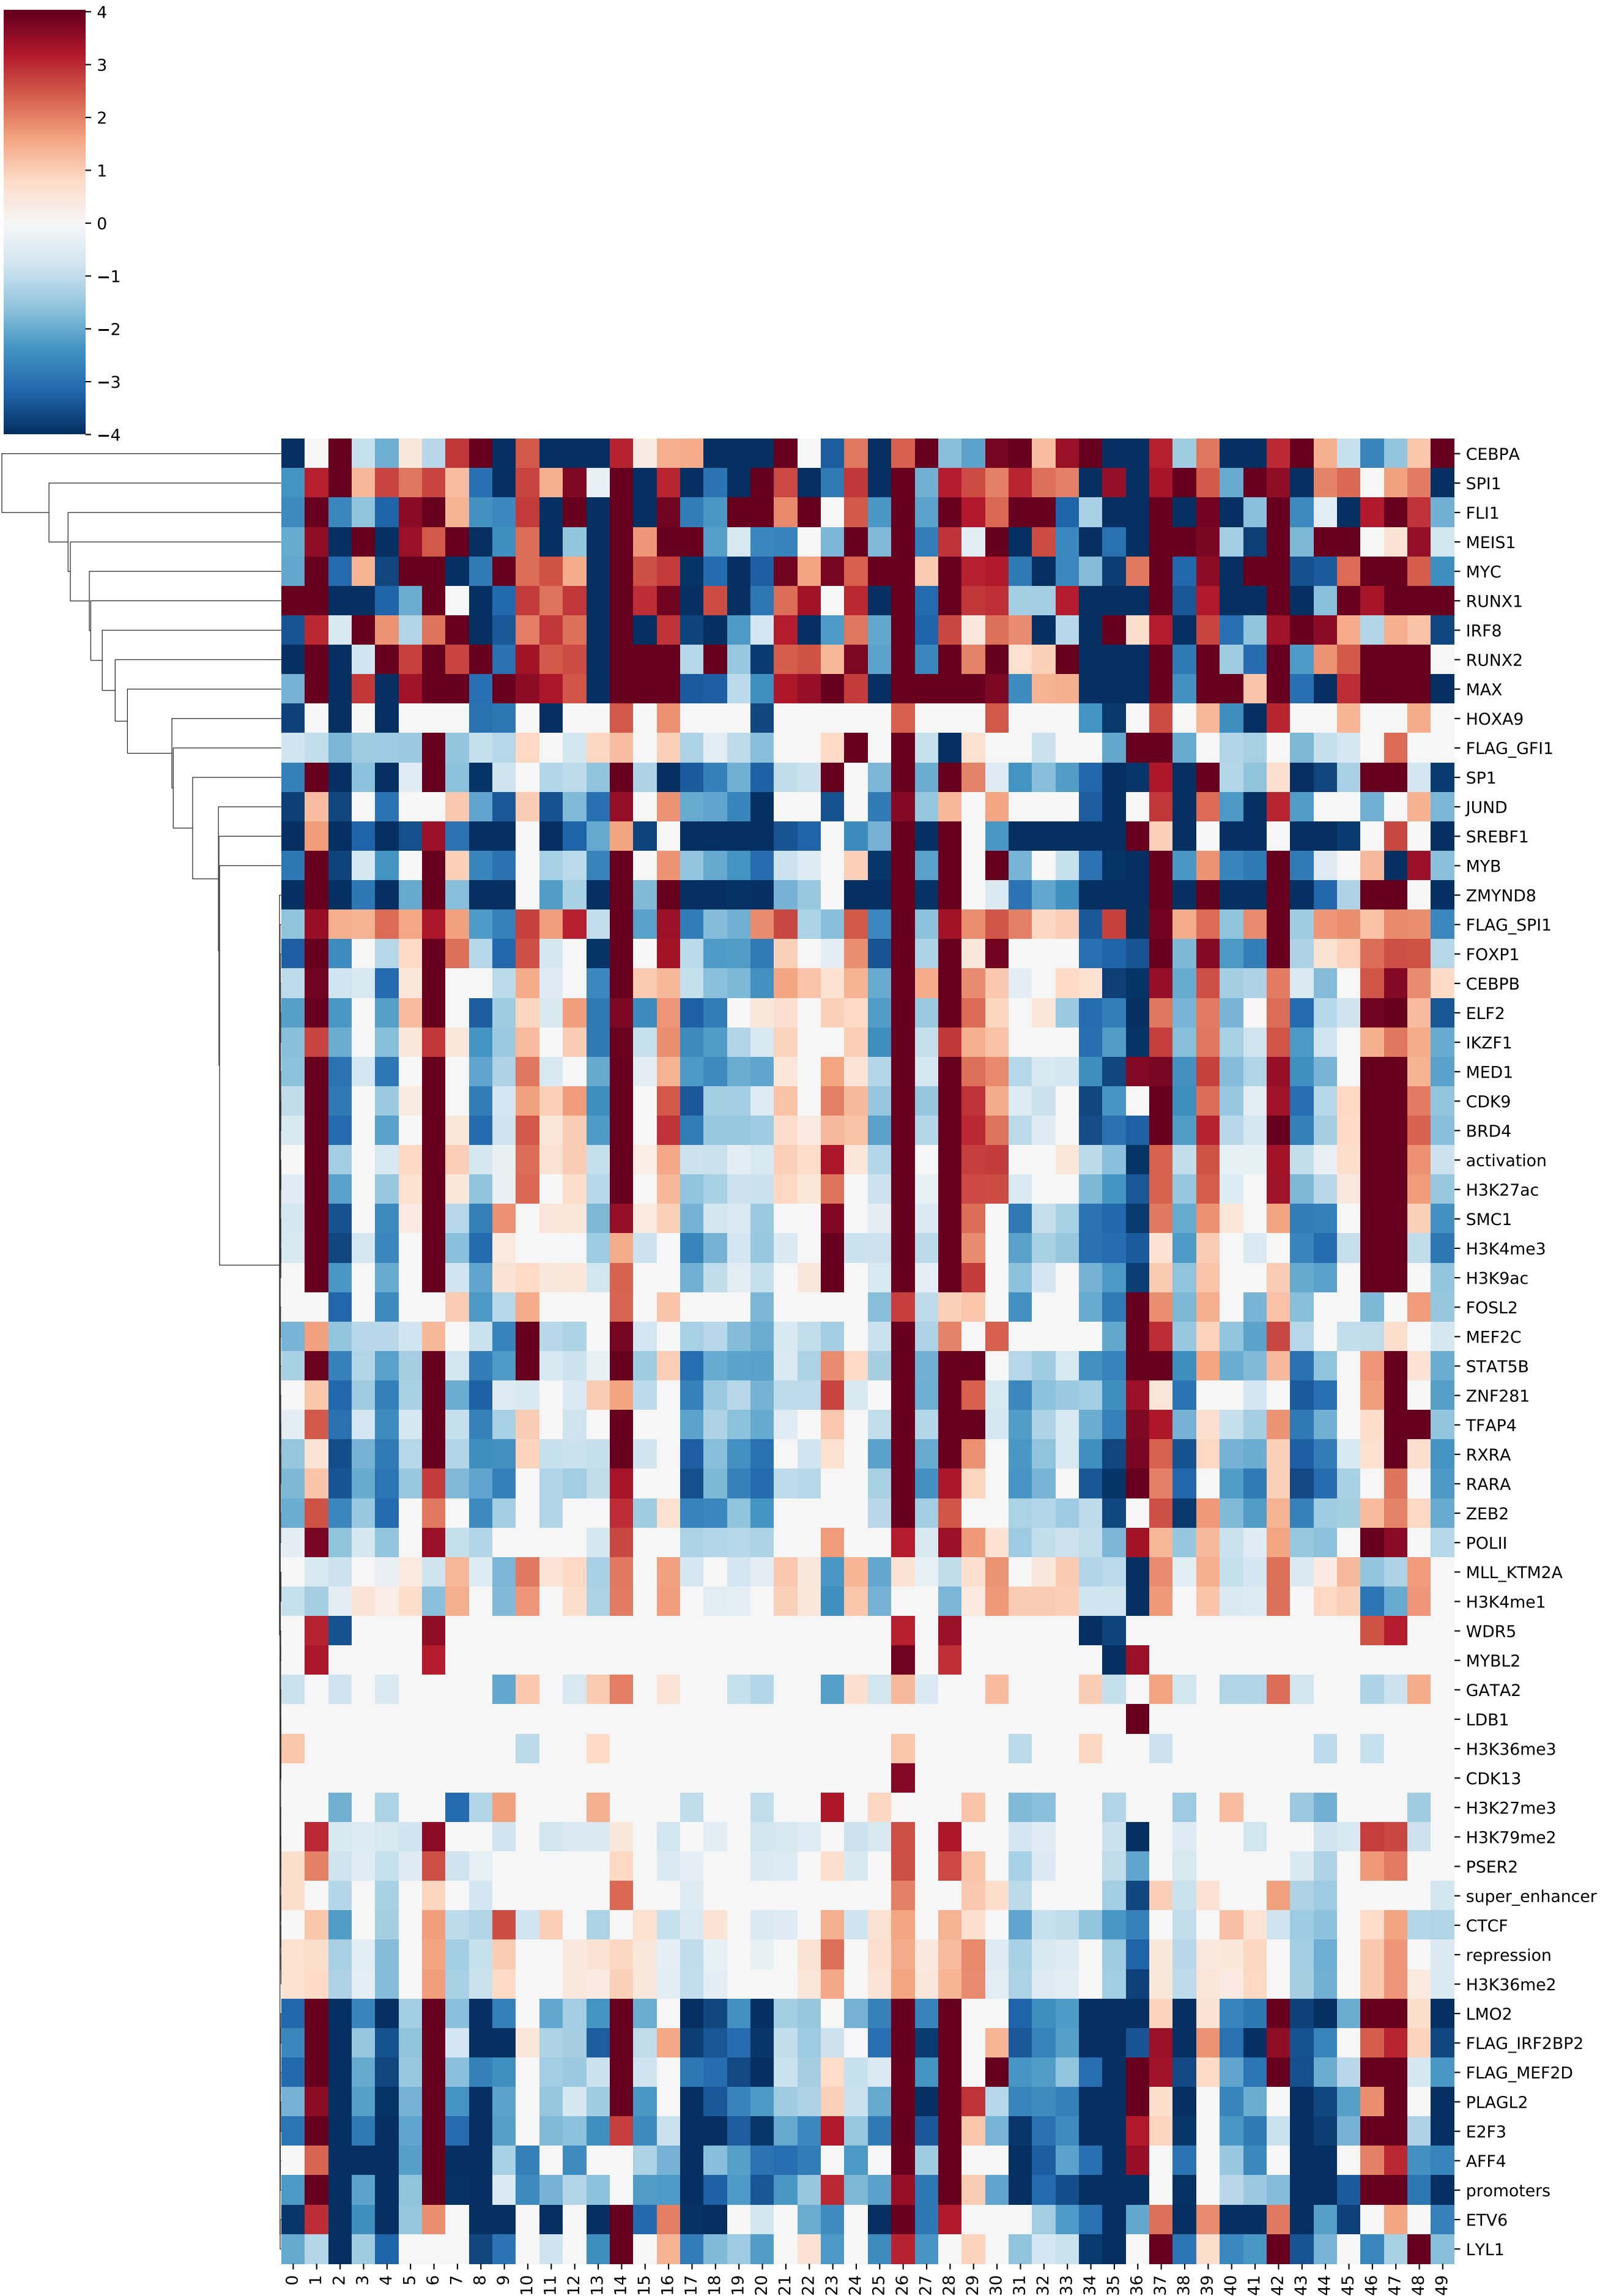 4
3
2
1
0
−1
−2
−3
−4
CEBPA
SPI1
FLI1
MEIS1
MYC
RUNX1
IRF8
RUNX2
MAX
HOXA9
FLAG_GFI1
SP1
JUND
SREBF1
MYB
ZMYND8
FLAG_SPI1
FOXP1
CEBPB
ELF2
IKZF1
MED1
CDK9
BRD4
activation
H3K27ac
SMC1
H3K4me3
H3K9ac
FOSL2
MEF2C
STAT5B
ZNF281
TFAP4
RXRA
RARA
ZEB2
POLII
MLL_KTM2A
H3K4me1
WDR5
MYBL2
GATA2
LDB1
H3K36me3
CDK13
H3K27me3
H3K79me2
PSER2
super_enhancer
CTCF
repression
H3K36me2
LMO2
FLAG_IRF2BP2
FLAG_MEF2D
PLAGL2
E2F3
AFF4
promoters
ETV6
LYL1
0 1 2 3 4 5 6 7 8 9 10 11 12 13 14 15 16 17 18 19 20 21 22 23 24 25 26 27 28 29 30 31 32 33 34 35 36 37 38 39 40 41 42 43 44 45 46 47 48 49